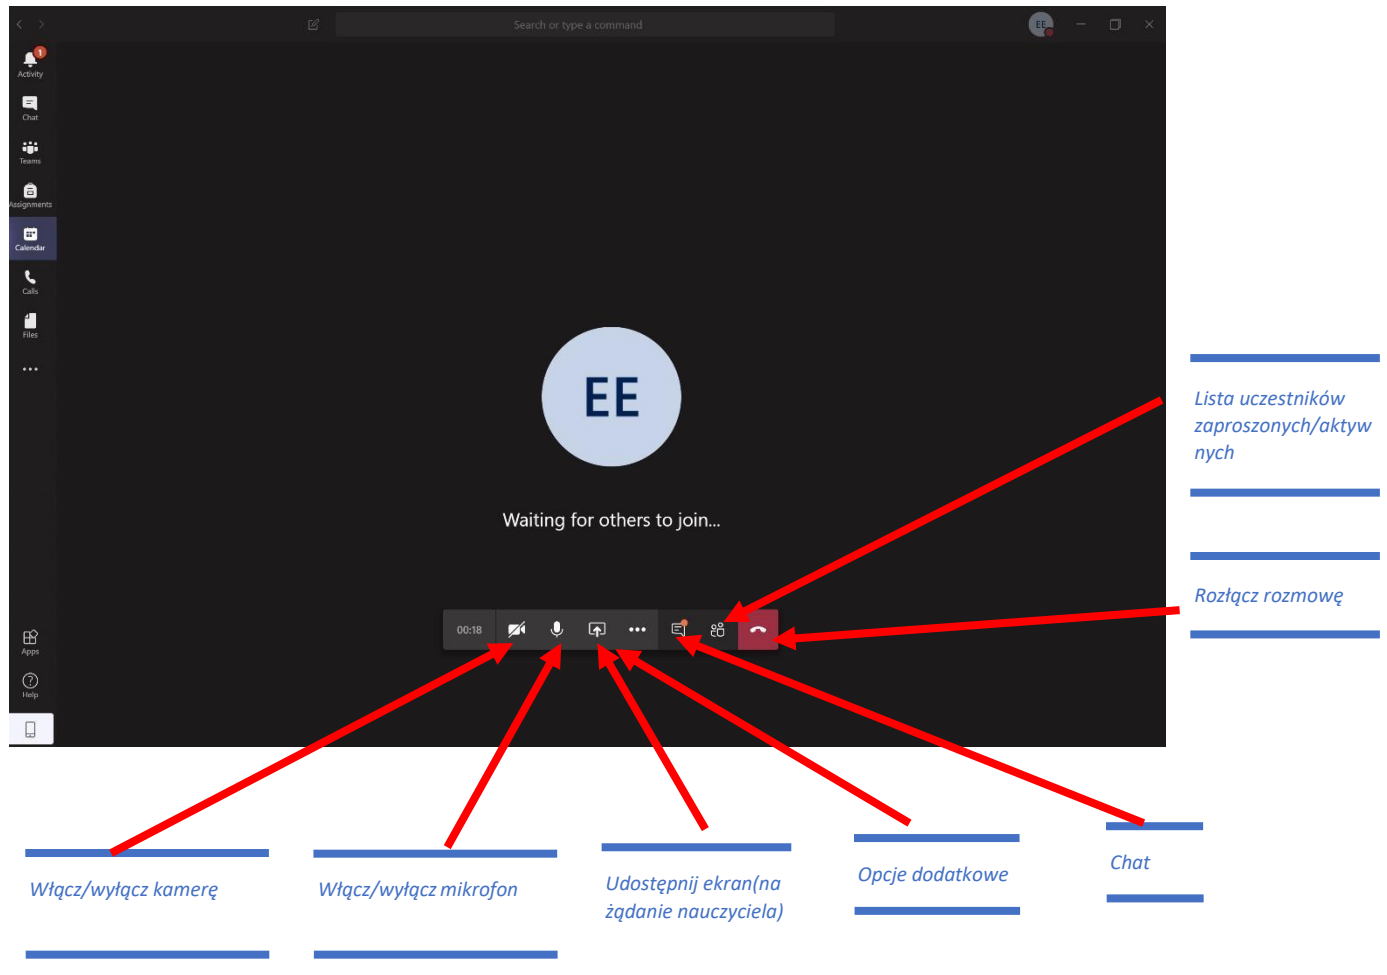 Search or type a command
EE
1
Activity
Chat
Teams
Assignments
Calendar
Calls
Files
EE
Waiting for others to join...
00:18
Apps
Help
Lista uczestników
zaproszonych/aktyw
nych
Rozłącz rozmowę
Włącz/wyłącz kamerę
Włącz/wyłącz mikrofon
Udostępnij ekran(na
żądanie nauczyciela)
Opcje dodatkowe
Chat